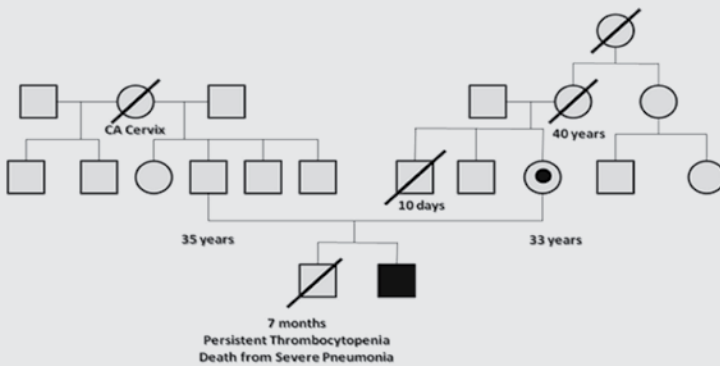 CA Cervix
40 years
10 days
35 years
33 years
7 months
Persistent Thrombocytopenia
Death from Severe Pneumonia